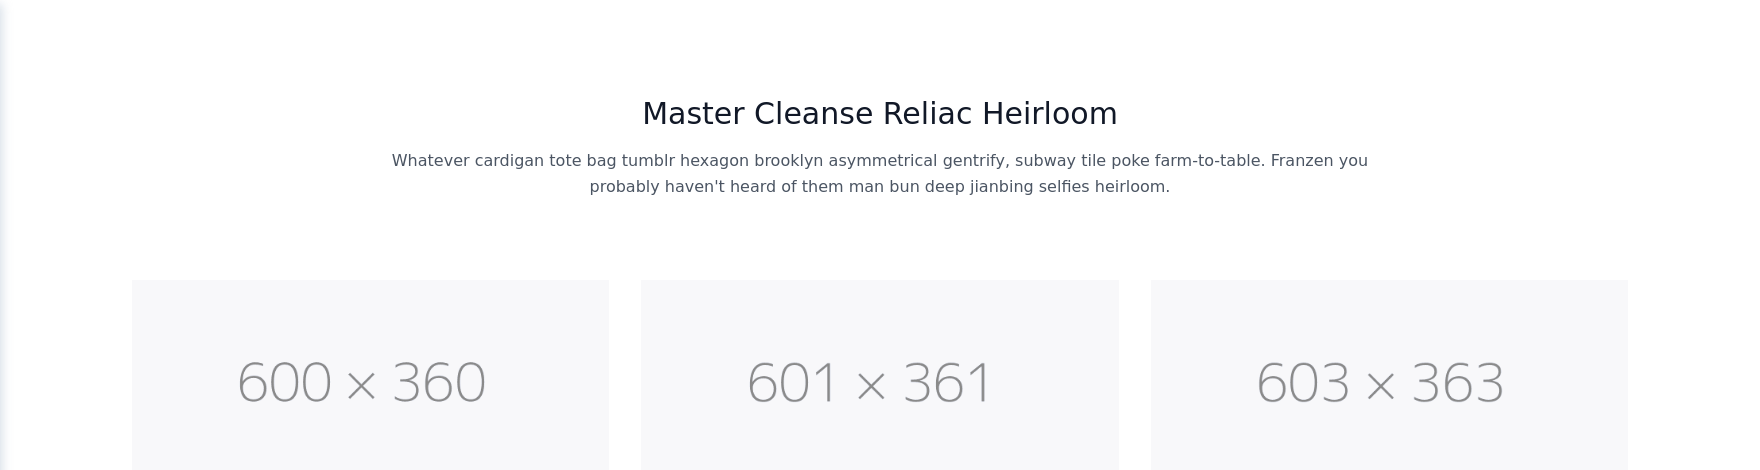 Master Cleanse Reliac Heirloom
Whatever cardigan tote bag tumblr hexagon brooklyn asymmetrical gentrify, subway tile poke farm-to-table. Franzen you
probably haven't heard of them man bun deep jianbing selfies heirloom.
600 × 360
601 × 361
603 × 363